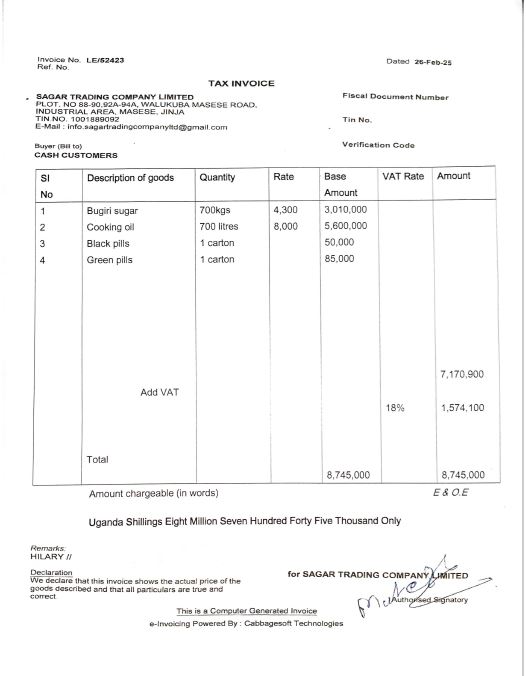 Invoice No. LE/52423
Dated 26-Feb-25
Ref. No.
TAX INVOICE
SAGAR TRADING COMPANY LIMITED
Fiscal Document Number
PLOT. NO 88-90,92A-94A, WALUKUBA MASESE ROAD,
INDUSTRIAL AREA, MASESE, JINJA
TIN NO. 1001889092
Tin No.
E-Mail : info.sagartradingcompanyltd@gmail.com
Buyer (Bill to)
Verification Code
CASH CUSTOMERS
SI No Description of goods Quantity Rate Base Amount VAT Rate Amount
1 Bugiri sugar 700kgs 4,300 3,010,000
2 Cooking oil 700 litres 8,000 5,600,000
3 Black pills 1 carton 50,000
4 Green pills 1 carton 85,000
7,170,900
Add VAT
18% 1,574,100
Total
8,745,000 8,745,000
Amount chargeable (in words) E & O.E
Uganda Shillings Eight Million Seven Hundred Forty Five Thousand Only
Remarks:
HILARY //
Declaration
We declare that this invoice shows the actual price of the
goods described and that all particulars are true and
correct.
for SAGAR TRADING COMPANY LIMITED
Authorised Signatory
This is a Computer Generated Invoice
e-Invoicing Powered By : Cabbagesoft Technologies